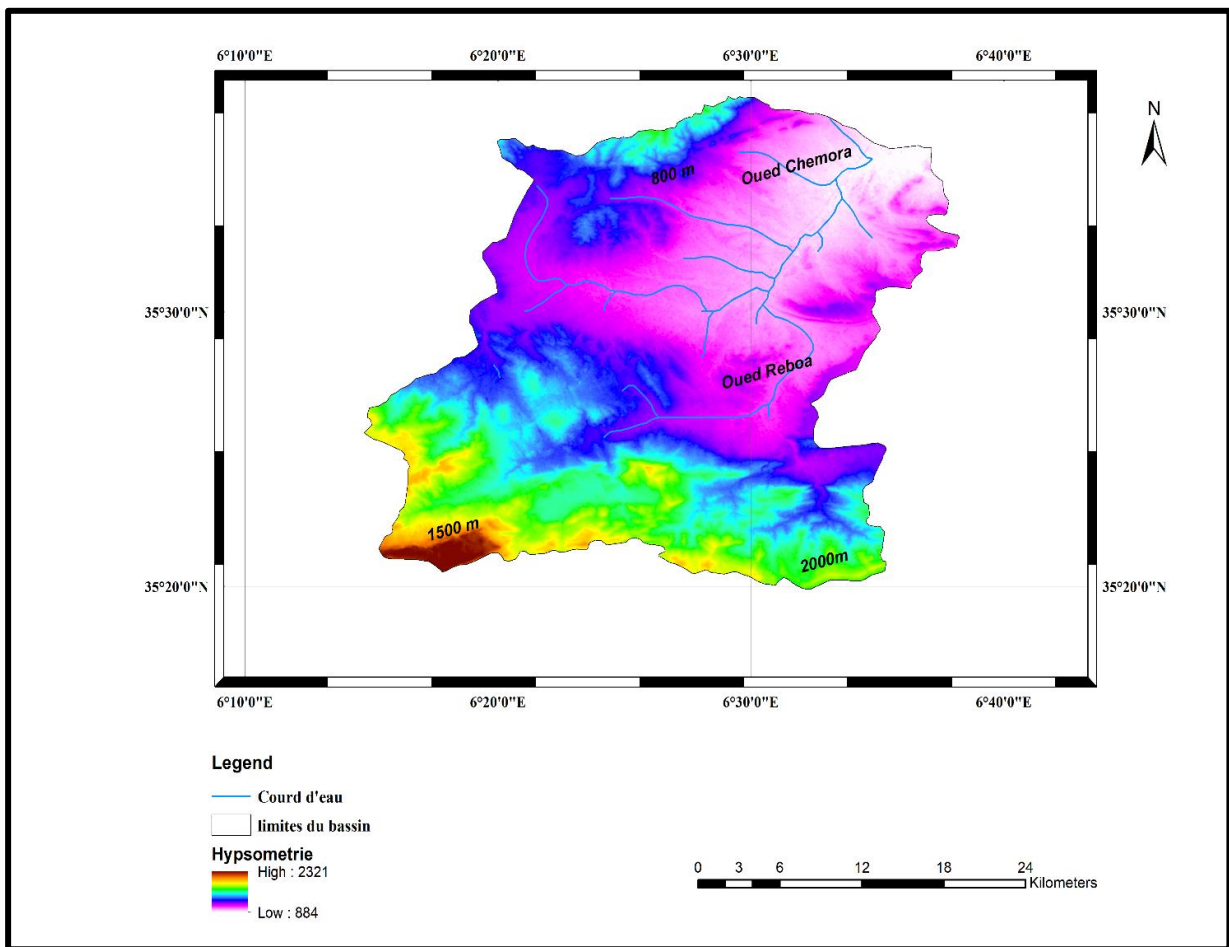 6°10'0"E 6°20'0"E 6°30'0"E 6°40'0"E
N
800 m
Oued Chemora
35°30'0"N 35°30'0"N
Oued Reboa
1500 m
2000m
35°20'0"N 35°20'0"N
6°10'0"E 6°20'0"E 6°30'0"E 6°40'0"E
Legend
Courd d'eau
limites du bassin
Hypsometrie
High : 2321
Low : 884
0 3 6 12 18 24
Kilometers